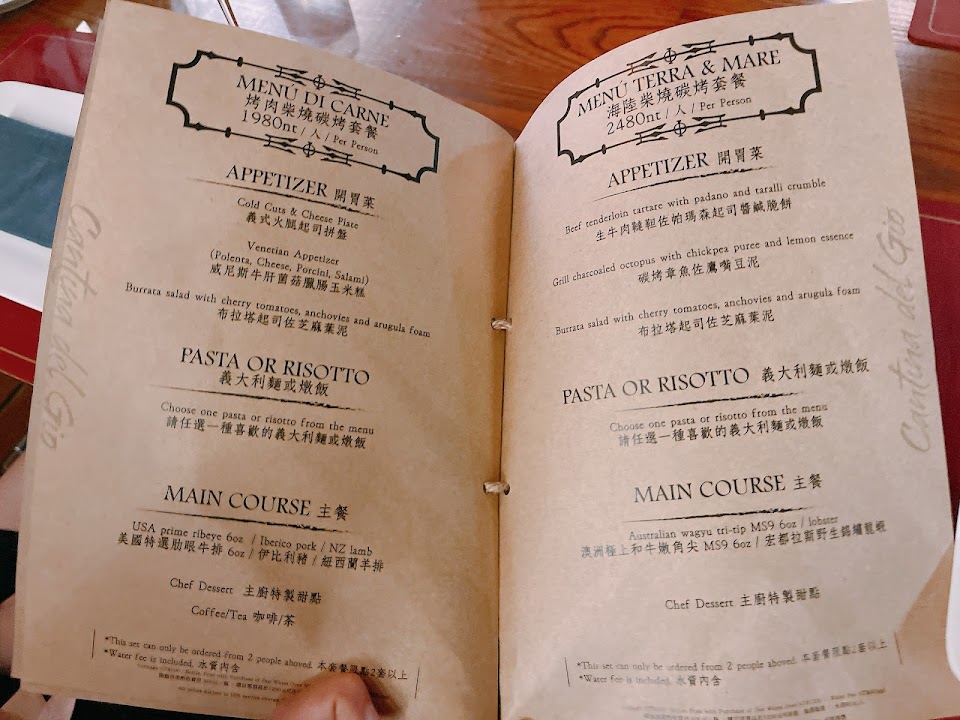 MENÙ DI CARNE
烤肉柴燒碳烤套餐
1980nt / 人 / Per Person
APPETIZER 開胃菜
Cold Cuts & Cheese Plate
義式火腿起司拼盤
Venetian Appetizer
(Polenta, Cheese, Porcini, Salami)
威尼斯牛肝菌菇臘腸玉米糕
Burrata salad with cherry tomatoes, anchovies and arugula foam
布拉塔起司佐芝麻葉泥
PASTA OR RISOTTO
義大利麵或燉飯
Choose one pasta or risotto from the menu
請任選一種喜歡的義大利麵或燉飯
MAIN COURSE 主餐
USA prime ribeye 6oz / Iberico pork / NZ lamb
美國特選肋眼牛排 6oz / 伊比利豬 / 紐西蘭羊排
Chef Dessert 主廚特製甜點
Coffee/Tea 咖啡/茶
*This set can only be ordered from 2 people aboved. 本套餐限點2套以上
*Water fee is included. 水資內含
Cantina del Gio
MENÙ TERRA & MARE
海陸柴燒碳烤套餐
2480nt / 人 / Per Person
APPETIZER 開胃菜
Beef tenderloin tartare with padano and taralli crumble
生牛肉韃靼佐帕瑪森起司醬鹹脆餅
Grill charcoaled octopus with chickpea puree and lemon essence
碳烤章魚佐鷹嘴豆泥
Burrata salad with cherry tomatoes, anchovies and arugula foam
布拉塔起司佐芝麻葉泥
PASTA OR RISOTTO 義大利麵或燉飯
Choose one pasta or risotto from the menu
請任選一種喜歡的義大利麵或燉飯
MAIN COURSE 主餐
Australian wagyu tri-tip MS9 6oz / lobster
澳洲極上和牛嫩角尖 MS9 6oz / 宏都拉斯野生錦繡龍蝦
Chef Dessert 主廚特製甜點
*This set can only be ordered from 2 people aboved. 本套餐限點2套以上
*Water fee is included. 水資內含
Cantina del Gio